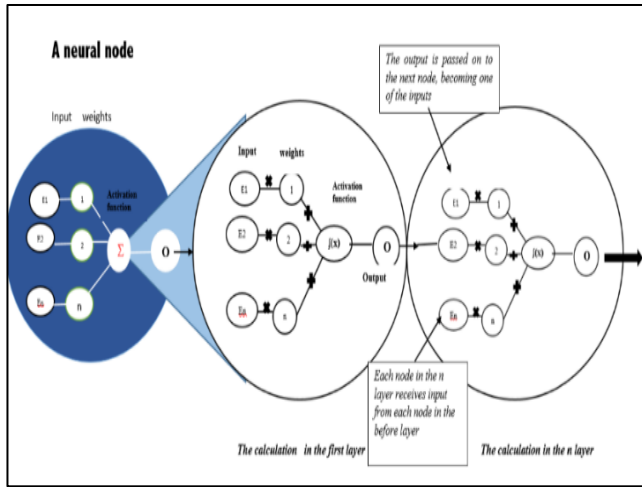 A neural node
Input weights
E1 1
Activation
function
E2 2
Σ O
En n
Input weights
Activation
function
E1 ✖ 1
✚
E2 ✖ 2 ✚ j(x) O
✚
Output
En ✖ n
The output is passed on to
the next node, becoming one
of the inputs
E1 ✖ 1
✚
E2 ✖ 2 ✚ j(x) O
✚
En ✖ n
Each node in the n
layer receives input
from each node in the
before layer
The calculation in the first layer
The calculation in the n layer